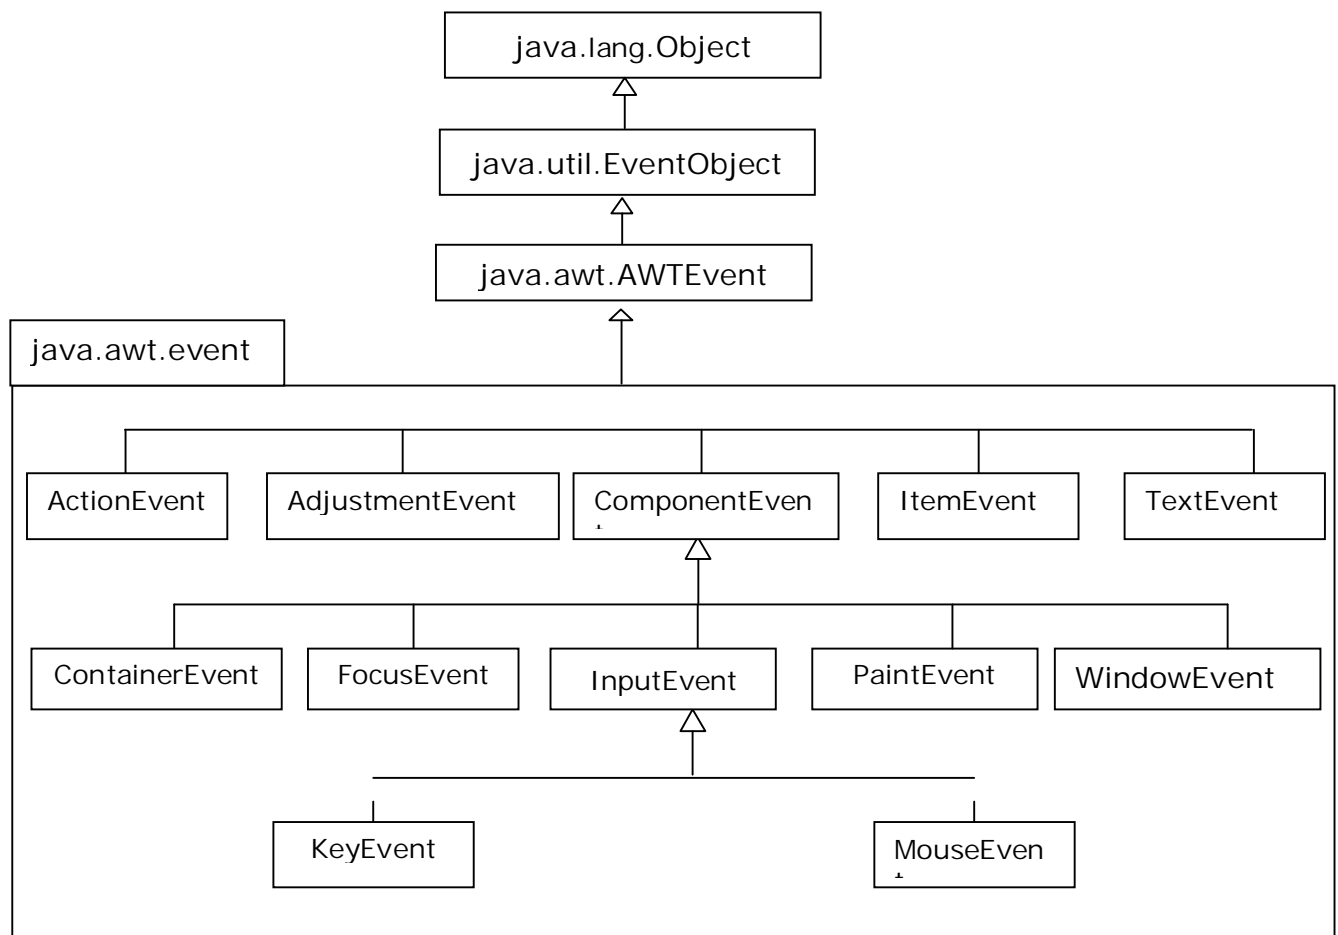 java.lang.Object
java.util.EventObject
java.awt.AWTEvent
java.awt.event
ActionEvent
AdjustmentEvent
ComponentEven
t
ItemEvent
TextEvent
ContainerEvent
FocusEvent
InputEvent
PaintEvent
WindowEvent
KeyEvent
MouseEven
t